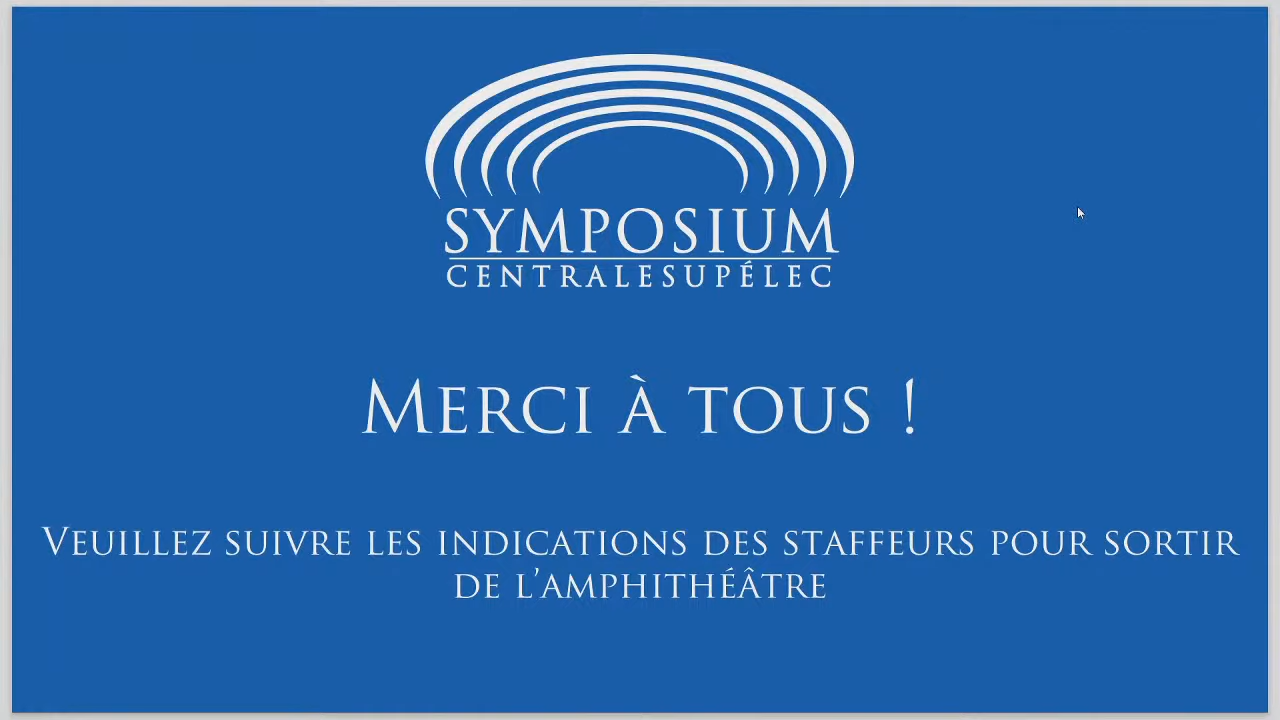 SYMPOSIUM
CENTRALESUPÉLEC
MERCI À TOUS !
VEUILLEZ SUIVRE LES INDICATIONS DES STAFFEURS POUR SORTIR
DE L’AMPHITHÉÂTRE